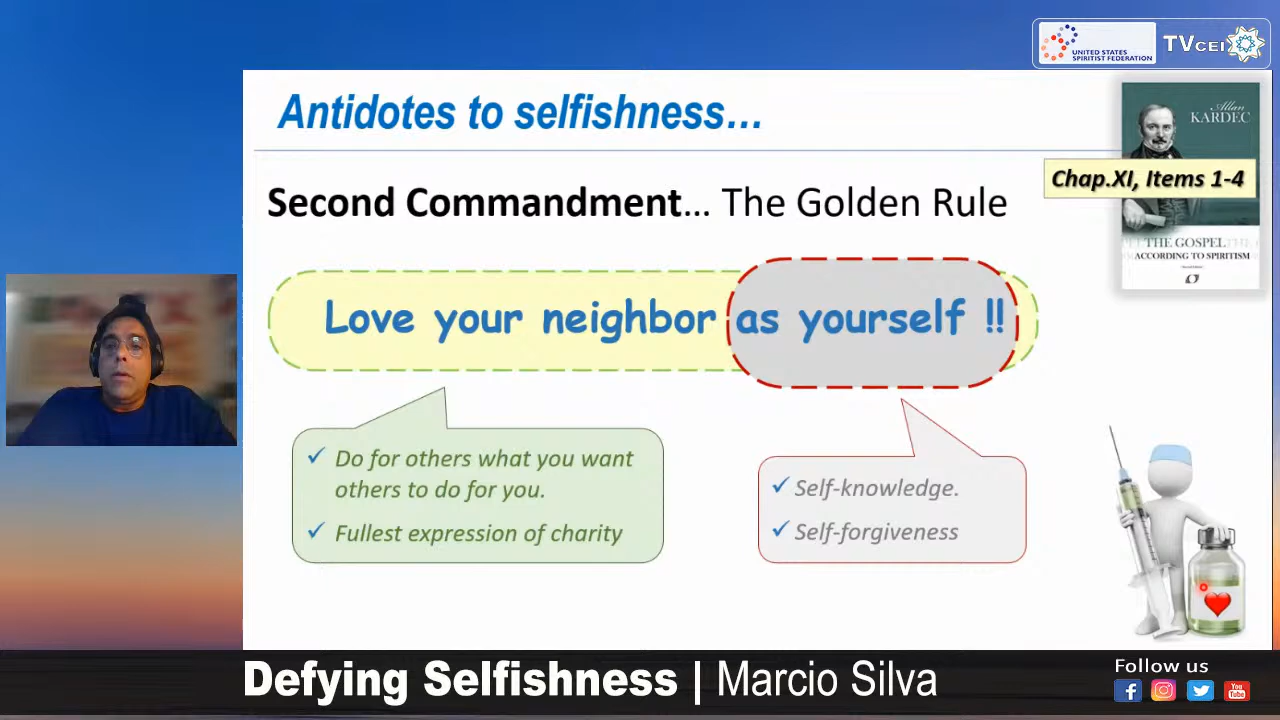 UNITED STATES
SPIRITIST FEDERATION
TVCEI
Antidotes to selfishness…
Allan
KARDEC
Chap.XI, Items 1-4
Second Commandment… The Golden Rule
THE GOSPEL
ACCORDING TO SPIRITISM
Love your neighbor as yourself !!
Do for others what you want
others to do for you.
Fullest expression of charity
Self-knowledge.
Self-forgiveness
Defying Selfishness | Marcio Silva
Follow us
You
Tube